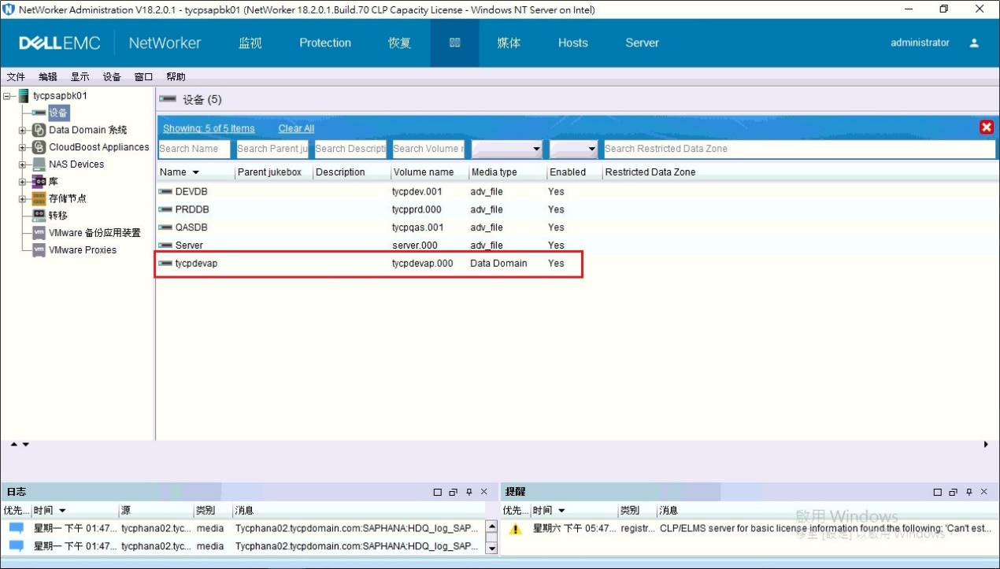 NetWorker Administration V18.2.0.1 - tycpsapbk01 (NetWorker 18.2.0.1.Build.70 CLP Capacity License - Windows NT Server on Intel)
DELLEMC NetWorker 监视 Protection 恢复 媒体 Hosts Server administrator
文件 编辑 显示 设备 窗口 帮助
tycpsapbk01
设备
Data Domain 系统
CloudBoost Appliances
NAS Devices
库
存储节点
转移
VMware 备份应用装置
VMware Proxies
设备 (5)
Showing: 5 of 5 Items Clear All
Search Name Search Parent ju Search Descripti Search Volume r Search Restricted Data Zone
Name Parent jukebox Description Volume name Media type Enabled Restricted Data Zone
DEVDB tycpdev.001 adv_file Yes
PRDDB tycpprd.000 adv_file Yes
QASDB tycpqas.001 adv_file Yes
Server server.000 adv_file Yes
tycpdevap tycpdevap.000 Data Domain Yes
日志
优先... 时间 源 类别 消息
星期一 下午 01:47... tycphana02.tyc... media Tycphana02.tycpdomain.com:SAPHANA:HDQ_log_SAP...
星期一 下午 01:47... tycphana02.tyc... media Tycphana02.tycpdomain.com:SAPHANA:HDQ_log_SAP...
提醒
优先... 时间 类别 消息
星期六 下午 05:47... registr... CLP/ELMS server for basic license information found the following: 'Can't est...
啟用 Windows
移至 [設定] 以啟用 Windows。